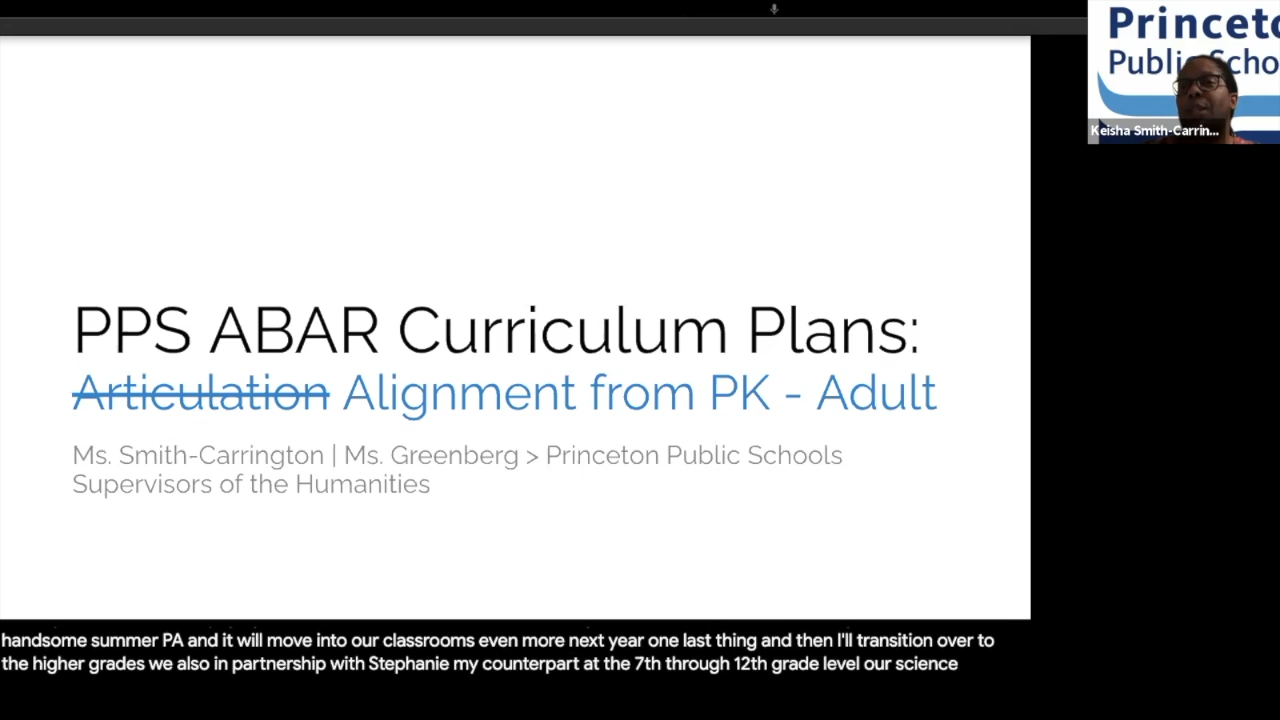 Princeto
Public Scho
Keisha Smith-Carrin...
PPS ABAR Curriculum Plans:
Articulation Alignment from PK - Adult
Ms. Smith-Carrington | Ms. Greenberg > Princeton Public Schools
Supervisors of the Humanities
handsome summer PA and it will move into our classrooms even more next year one last thing and then I'll transition over to
the higher grades we also in partnership with Stephanie my counterpart at the 7th through 12th grade level our science